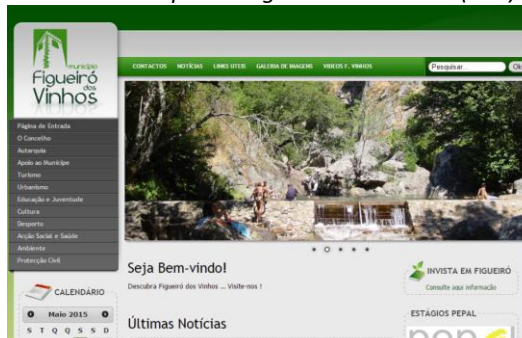 município
Figueiró
dos
Vinhos
CONTACTOS NOTÍCIAS LINKS UTEIS GALERIA DE IMAGENS VIDEOS F. VINHOS
Pesquisar...
Página de Entrada
O Concelho
Autarquia
Apoio ao Munícipe
Turismo
Urbanismo
Educação e Juventude
Cultura
Desporto
Acção Social e Saúde
Ambiente
Protecção Civil
CALENDÁRIO
Maio 2015
S T Q Q S S D
Seja Bem-vindo!
Descubra Figueiró dos Vinhos ... Visite-nos !
Últimas Notícias
INVISTA EM FIGUEIRÓ
Consulte aqui informação
ESTÁGIOS PEPAL